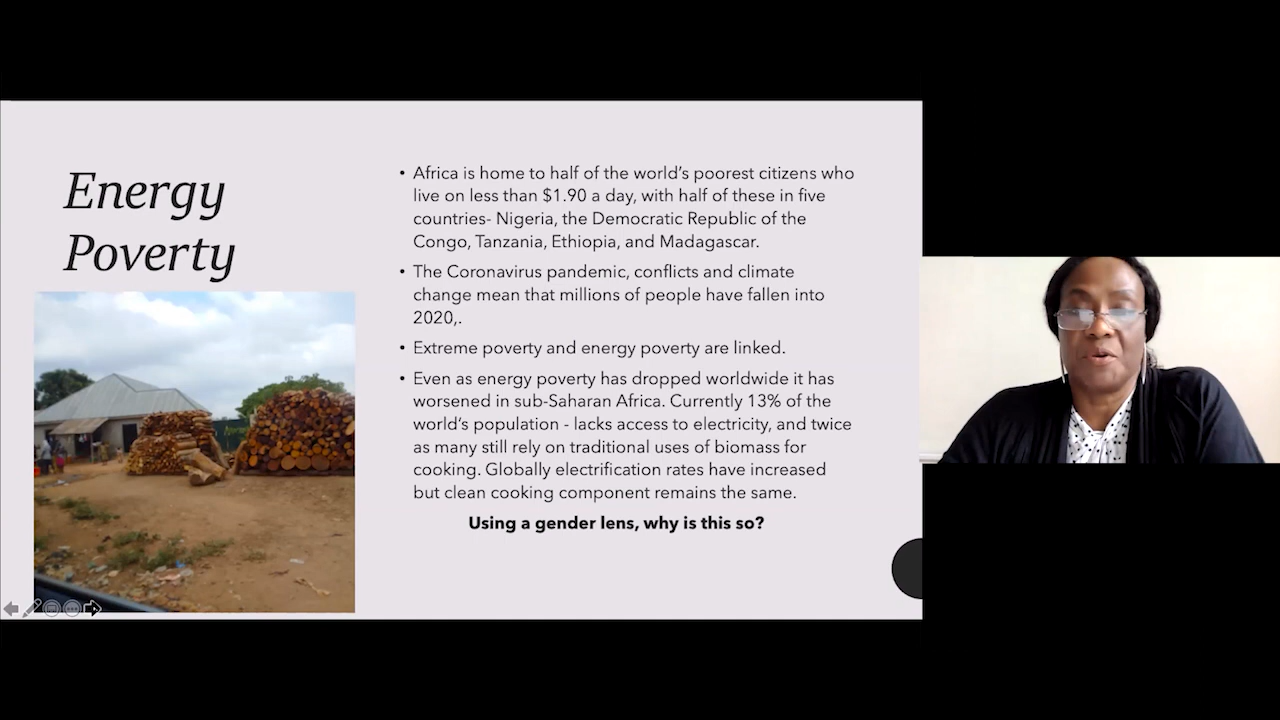 Energy
Poverty
• Africa is home to half of the world’s poorest citizens who
live on less than $1.90 a day, with half of these in five
countries- Nigeria, the Democratic Republic of the
Congo, Tanzania, Ethiopia, and Madagascar.
• The Coronavirus pandemic, conflicts and climate
change mean that millions of people have fallen into
2020,.
• Extreme poverty and energy poverty are linked.
• Even as energy poverty has dropped worldwide it has
worsened in sub-Saharan Africa. Currently 13% of the
world’s population - lacks access to electricity, and twice
as many still rely on traditional uses of biomass for
cooking. Globally electrification rates have increased
but clean cooking component remains the same.
Using a gender lens, why is this so?